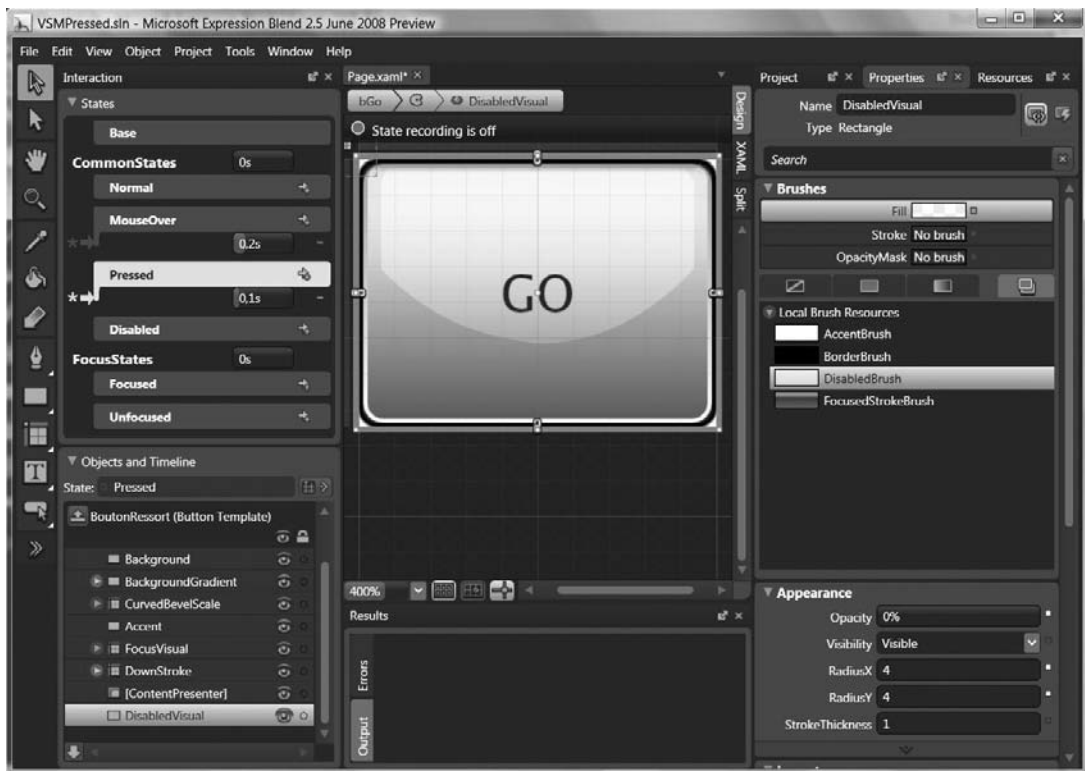 VSMPressed.sln - Microsoft Expression Blend 2.5 June 2008 Preview
File Edit View Object Project Tools Window Help
Interaction
States
Base
CommonStates 0s
Normal
MouseOver
0,2s
Pressed
0,1s
Disabled
FocusStates 0s
Focused
Unfocused
Objects and Timeline
State: Pressed
BoutonRessort (Button Template)
Background
BackgroundGradient
CurvedBevelScale
Accent
FocusVisual
DownStroke
[ContentPresenter]
DisabledVisual
Page.xaml*
bGo DisabledVisual
State recording is off
GO
Design
XAML
Split
400%
Results
Errors
Output
Project Properties Resources
Name DisabledVisual
Type Rectangle
Search
Brushes
Fill
Stroke No brush
OpacityMask No brush
Local Brush Resources
AccentBrush
BorderBrush
DisabledBrush
FocusedStrokeBrush
Appearance
Opacity 0%
Visibility Visible
RadiusX 4
RadiusY 4
StrokeThickness 1